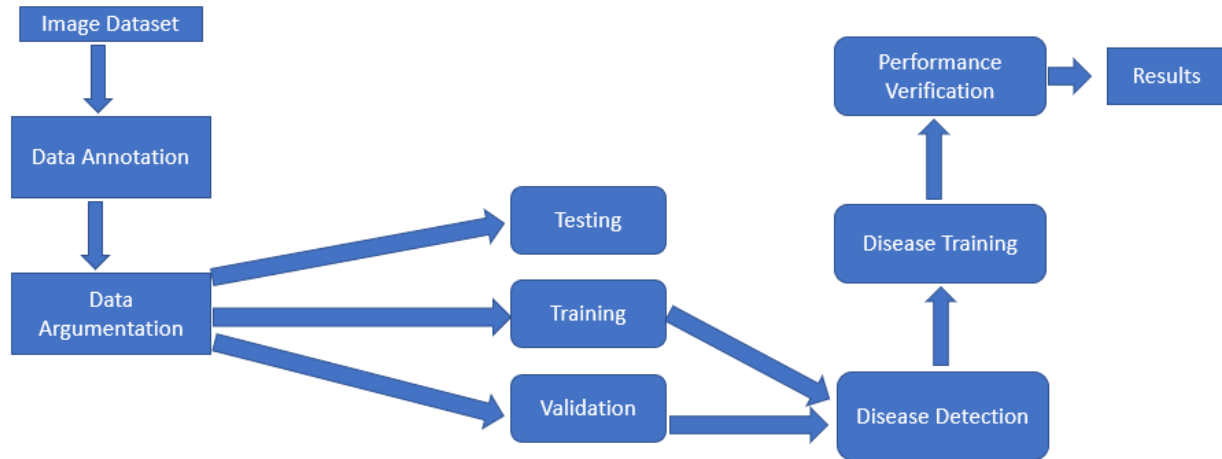 Image Dataset
Data Annotation
Data
Argumentation
Testing
Training
Validation
Disease Detection
Disease Training
Performance
Verification
Results